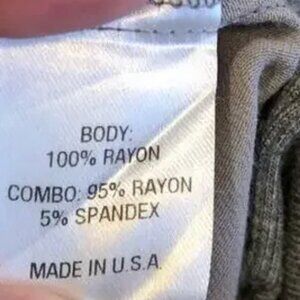 BODY:
100% RAYON
COMBO: 95% RAYON
5% SPANDEX
MADE IN U.S.A.